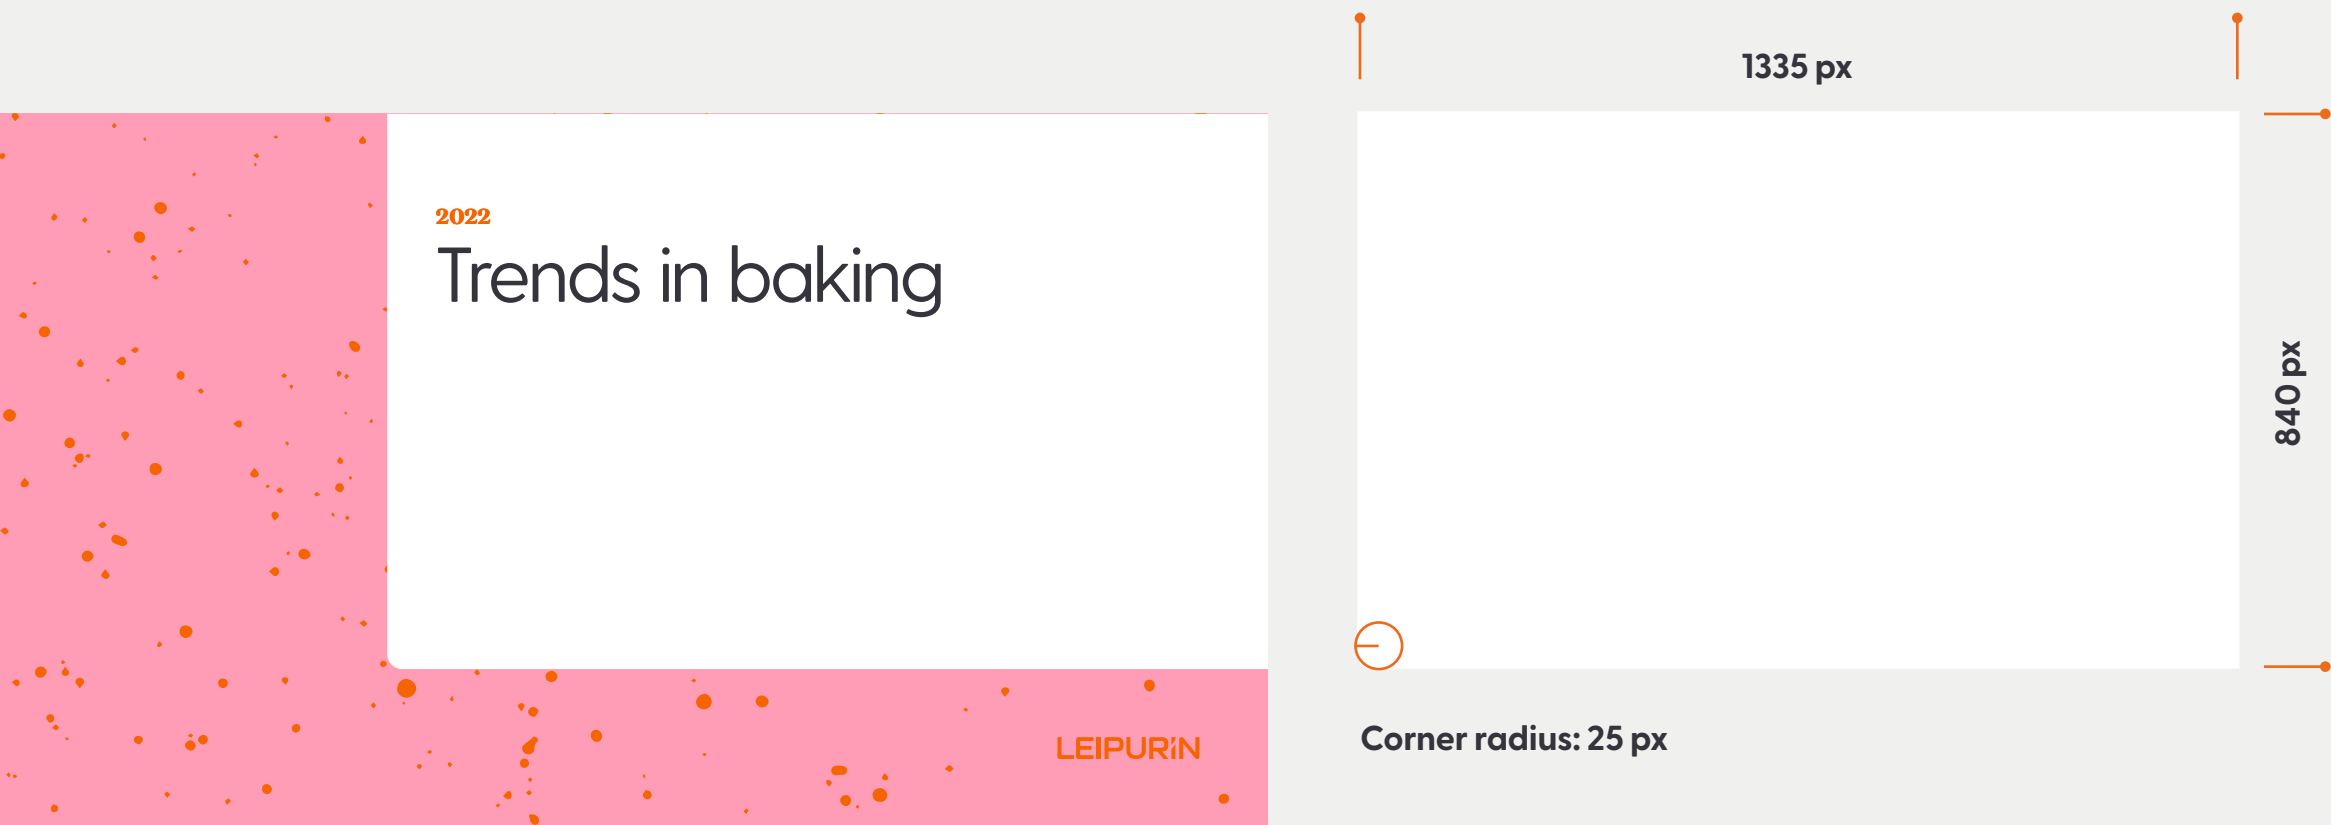 2022
Trends in baking
LEIPURIN
1335 px
840 px
Corner radius: 25 px